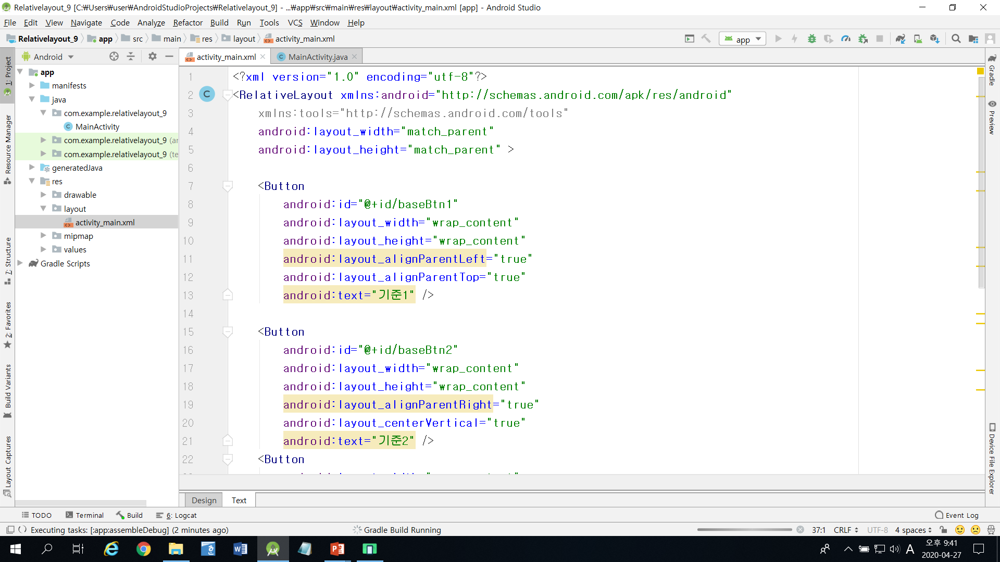 Relativelayout_9 [C:₩Users₩user₩AndroidStudioProjects₩Relativelayout_9] - ...₩app₩src₩main₩res₩layout₩activity_main.xml [app] - Android Studio
File Edit View Navigate Code Analyze Refactor Build Run Tools VCS Window Help
Relativelayout_9 app src main res layout activity_main.xml
app
Android
activity_main.xml
MainActivity.java
1: Project
Resource Manager
7: Structure
2: Favorites
Build Variants
Layout Captures
app
manifests
java
com.example.relativelayout_9
MainActivity
com.example.relativelayout_9 (ar
com.example.relativelayout_9 (te
generatedJava
res
drawable
layout
activity_main.xml
mipmap
values
Gradle Scripts
1 <?xml version="1.0" encoding="utf-8"?>
2 <RelativeLayout xmlns:android="http://schemas.android.com/apk/res/android"
3 xmlns:tools="http://schemas.android.com/tools"
4 android:layout_width="match_parent"
5 android:layout_height="match_parent" >
6
7 <Button
8 android:id="@+id/baseBtn1"
9 android:layout_width="wrap_content"
10 android:layout_height="wrap_content"
11 android:layout_alignParentLeft="true"
12 android:layout_alignParentTop="true"
13 android:text="기준1" />
14
15 <Button
16 android:id="@+id/baseBtn2"
17 android:layout_width="wrap_content"
18 android:layout_height="wrap_content"
19 android:layout_alignParentRight="true"
20 android:layout_centerVertical="true"
21 android:text="기준2" />
22 <Button
Gradle
Preview
Device File Explorer
Design Text
TODO Terminal Build 6: Logcat Event Log
Executing tasks: [:app:assembleDebug] (2 minutes ago) Gradle Build Running 37:1 CRLF UTF-8 4 spaces
A
오후 9:41
2020-04-27